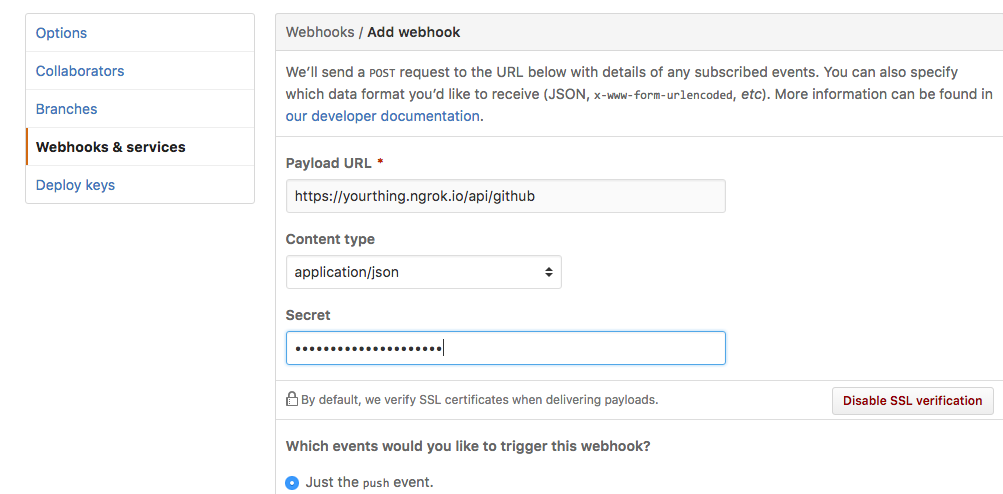 Options
Collaborators
Branches
Webhooks & services
Deploy keys
Webhooks / Add webhook
We’ll send a POST request to the URL below with details of any subscribed events. You can also specify
which data format you’d like to receive (JSON, x-www-form-urlencoded, etc). More information can be found in
our developer documentation.
Payload URL *
https://yourthing.ngrok.io/api/github
Content type
application/json
Secret
•••••••••••••••••••••
By default, we verify SSL certificates when delivering payloads.
Disable SSL verification
Which events would you like to trigger this webhook?
Just the push event.